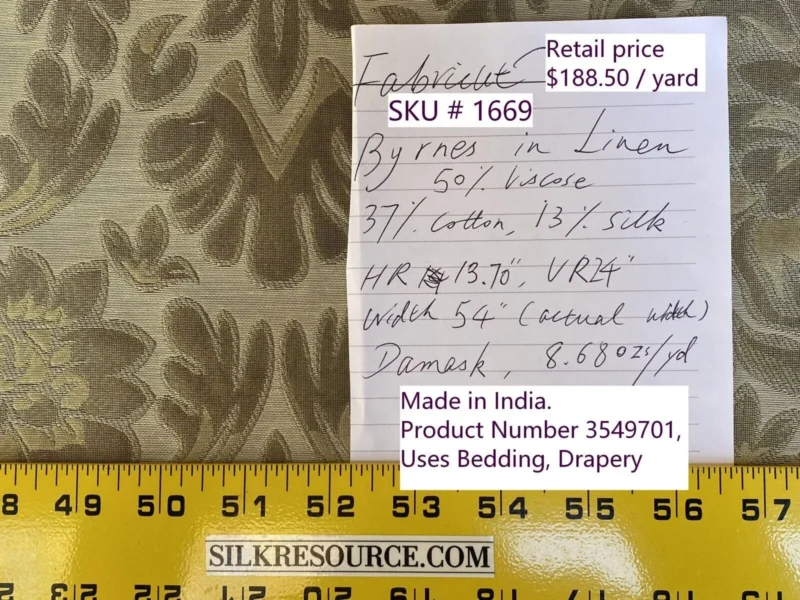 Fabricut
Retail price
$188.50 / yard
SKU # 1669
Byrnes in Linen
50% Viscose
37% cotton, 13% silk
HR 13.70", VR24"
Width 54" (actual width)
Damask, 8.68 ozs/yd
Made in India.
Product Number 3549701,
Uses Bedding, Drapery
8 49 50 51 52 53 54 55 56 57
SILKRESOURCE.COM